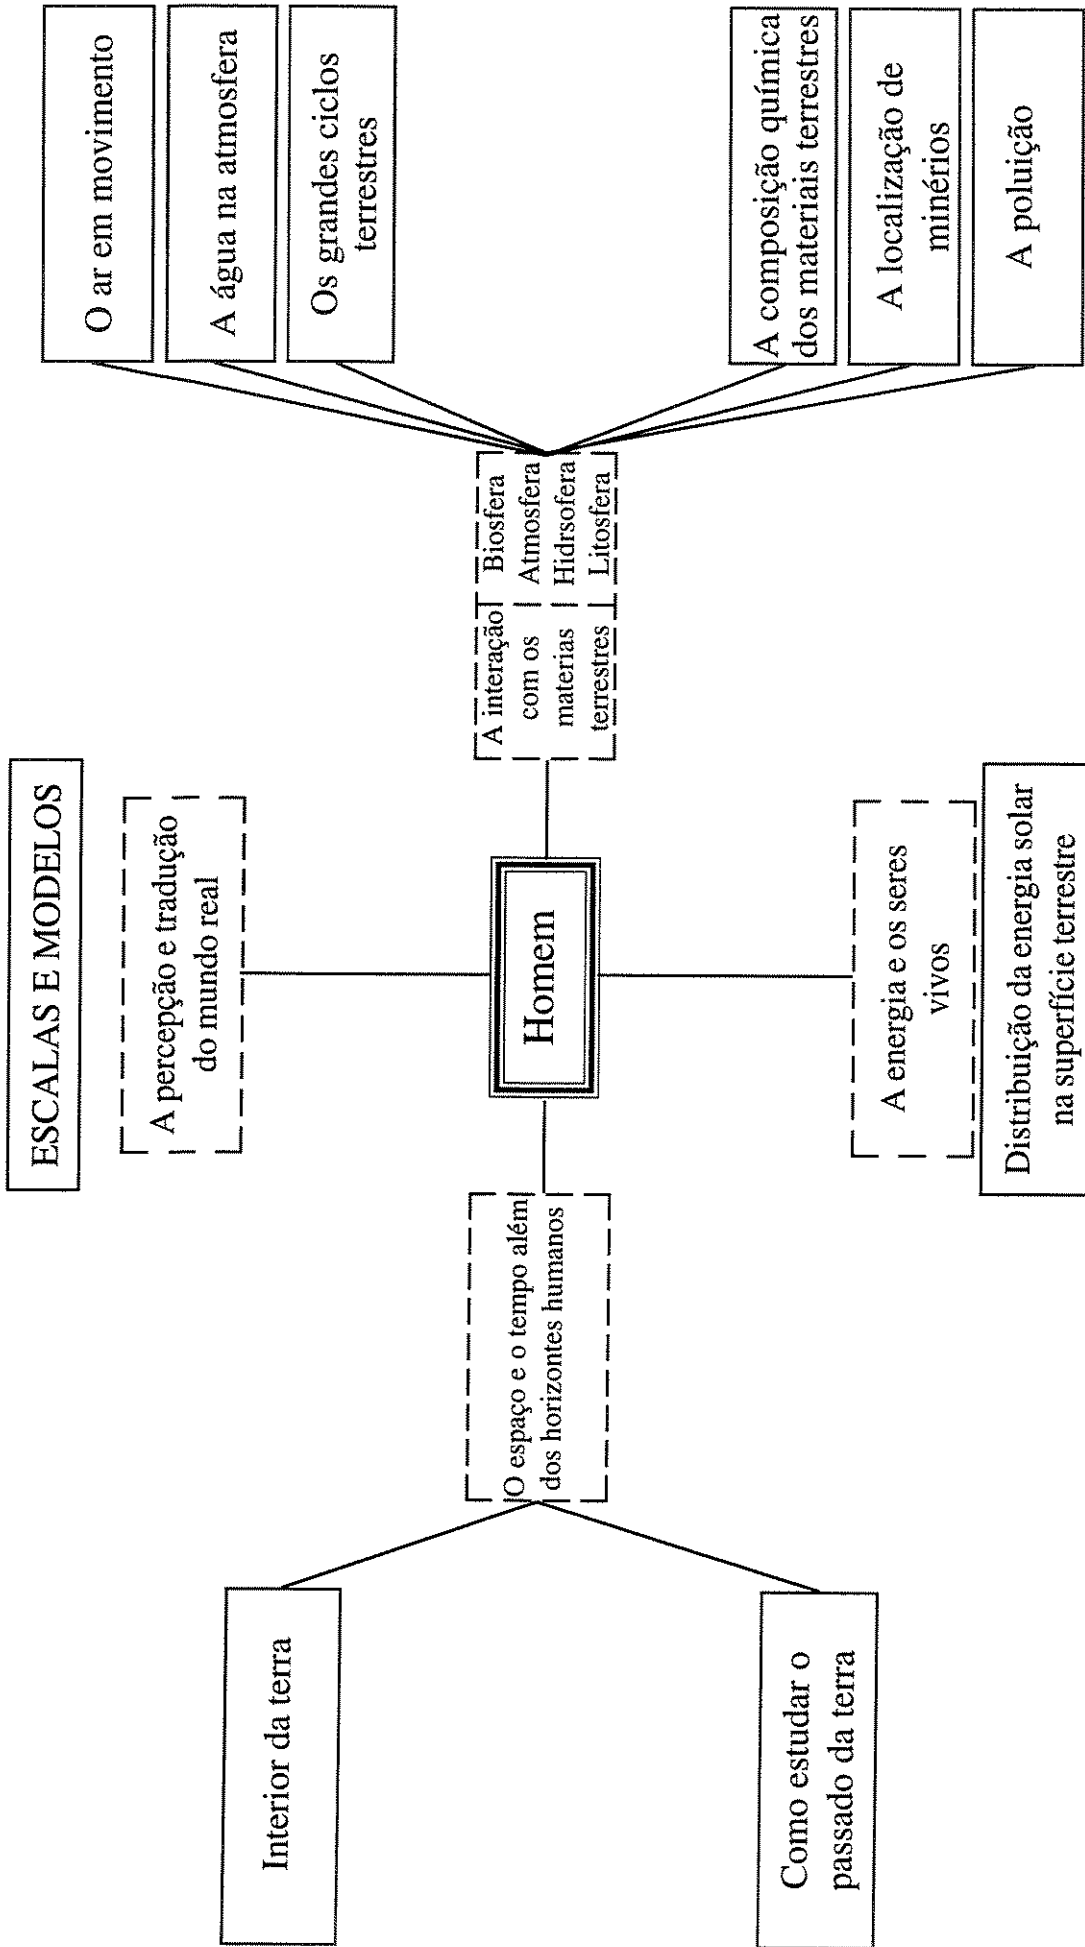 ESCALAS E MODELOS
A percepção e tradução
do mundo real
Interior da terra
Como estudar o
passado da terra
O espaço e o tempo além
dos horizontes humanos
Homem
A interação
com os
materias
terrestres
Biosfera
Atmosfera
Hidrsofera
Litosfera
O ar em movimento
A água na atmosfera
Os grandes ciclos
terrestres
A composição química
dos materiais terrestres
A localização de
minérios
A poluição
A energia e os seres
vivos
Distribuição da energia solar
na superfície terrestre